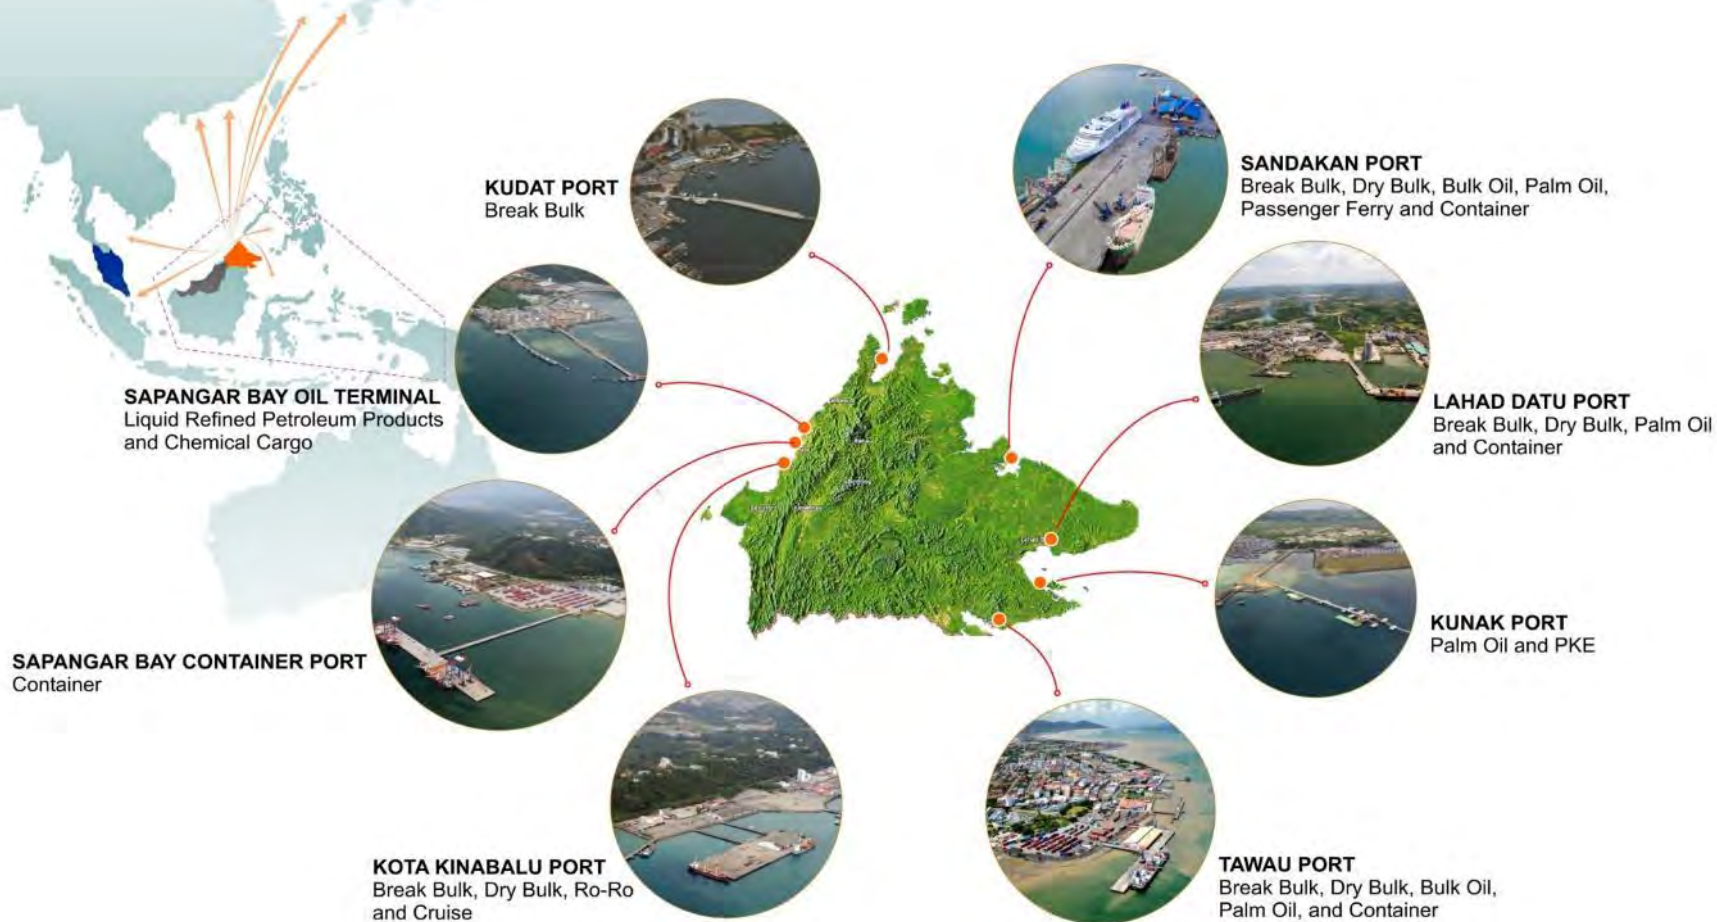 KUDAT PORT
Break Bulk
SANDAKAN PORT
Break Bulk, Dry Bulk, Bulk Oil, Palm Oil,
Passenger Ferry and Container
SAPANGAR BAY OIL TERMINAL
Liquid Refined Petroleum Products
and Chemical Cargo
LAHAD DATU PORT
Break Bulk, Dry Bulk, Palm Oil
and Container
SAPANGAR BAY CONTAINER PORT
Container
KUNAK PORT
Palm Oil and PKE
KOTA KINABALU PORT
Break Bulk, Dry Bulk, Ro-Ro
and Cruise
TAWAU PORT
Break Bulk, Dry Bulk, Bulk Oil,
Palm Oil, and Container